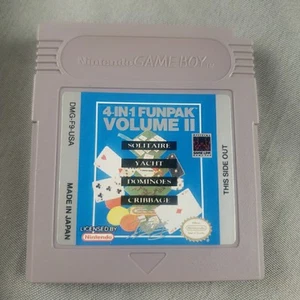 Nintendo GAME BOY
4-IN-1 FUNPAK
VOLUME II
SOLITAIRE
YACHT
DOMINOES
CRIBBAGE
DMG-F9-USA
MADE IN JAPAN
THIS SIDE OUT
LICENSED BY
Nintendo